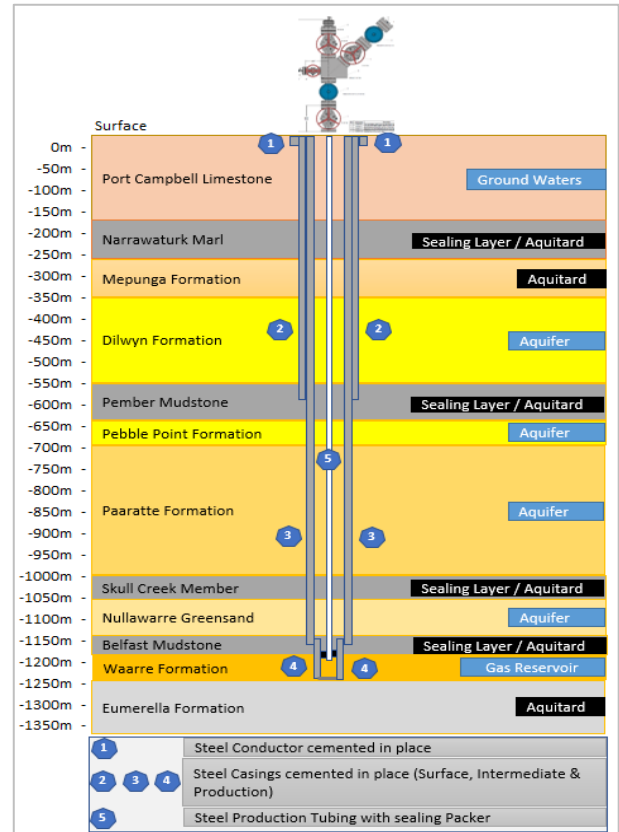 Surface
1 1
0m -
-50m -
Port Campbell Limestone Ground Waters
-100m -
-150m -
-200m -
Narrawaturk Marl Sealing Layer / Aquitard
-250m -
-300m -
Mepunga Formation Aquitard
-350m -
-400m -
2 2
-450m -
Dilwyn Formation Aquifer
-500m -
-550m -
-600m -
Pember Mudstone Sealing Layer / Aquitard
-650m -
Pebble Point Formation Aquifer
-700m -
5
-750m -
-800m -
-850m -
Paaratte Formation Aquifer
-900m -
3 3
-950m -
-1000m -
Skull Creek Member Sealing Layer / Aquitard
-1050m -
-1100m -
Nullawarre Greensand Aquifer
-1150m -
Belfast Mudstone Sealing Layer / Aquitard
-1200m -
Waarre Formation 4 4 Gas Reservoir
-1250m -
-1300m -
Eumerella Formation Aquitard
-1350m -
1 Steel Conductor cemented in place
2 3 4 Steel Casings cemented in place (Surface, Intermediate &
Production)
5 Steel Production Tubing with sealing Packer